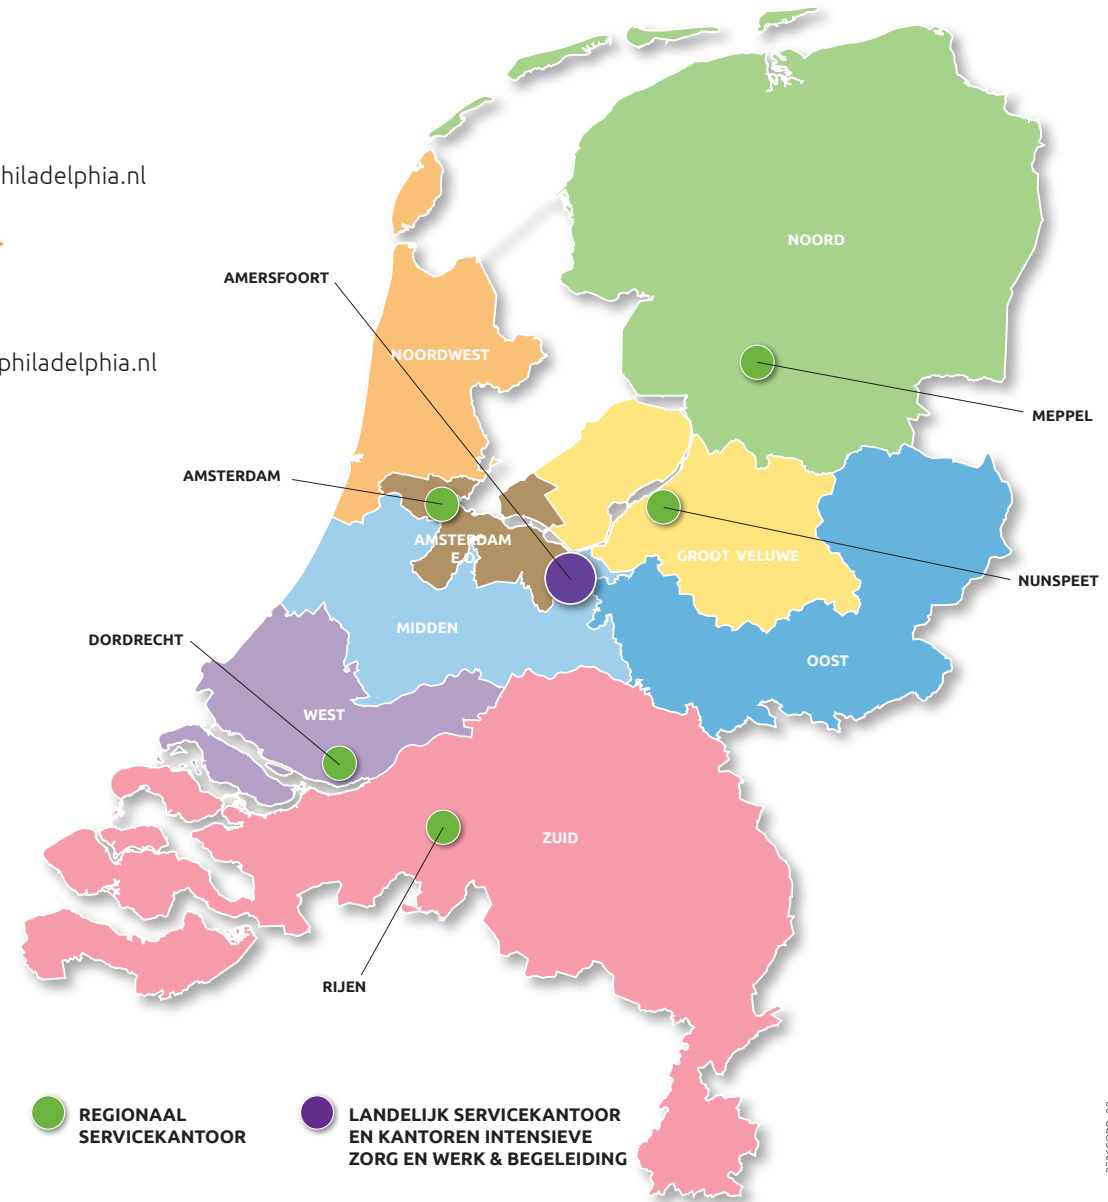 hiladelphia.nl
NOORD
AMERSFOORT
NOORDWEST
philadelphia.nl
MEPPEL
AMSTERDAM
AMSTERDAM
E.O.
GROOT VELUWE
NUNSPEET
MIDDEN
DORDRECHT
OOST
WEST
ZUID
RIJEN
REGIONAAL
SERVICEKANTOOR
LANDELIJK SERVICEKANTOOR
EN KANTOREN INTENSIEVE
ZORG EN WERK & BEGELEIDING